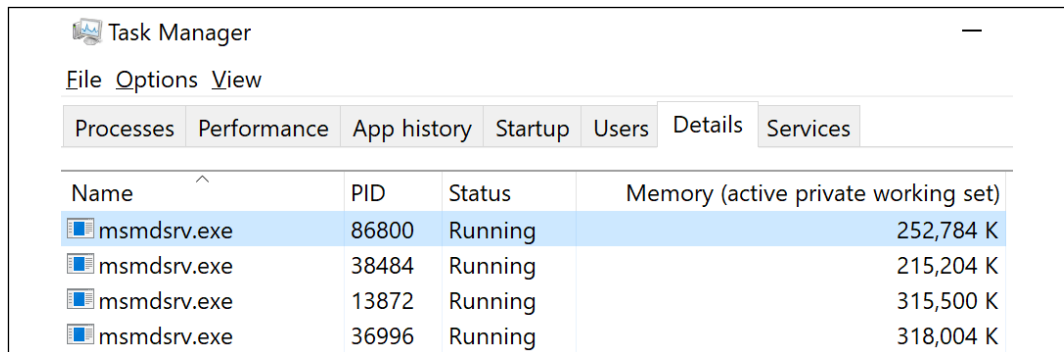 Task Manager
File Options View
Processes Performance App history Startup Users Details Services
Name PID Status Memory (active private working set)
msmdsrv.exe 86800 Running 252,784 K
msmdsrv.exe 38484 Running 215,204 K
msmdsrv.exe 13872 Running 315,500 K
msmdsrv.exe 36996 Running 318,004 K